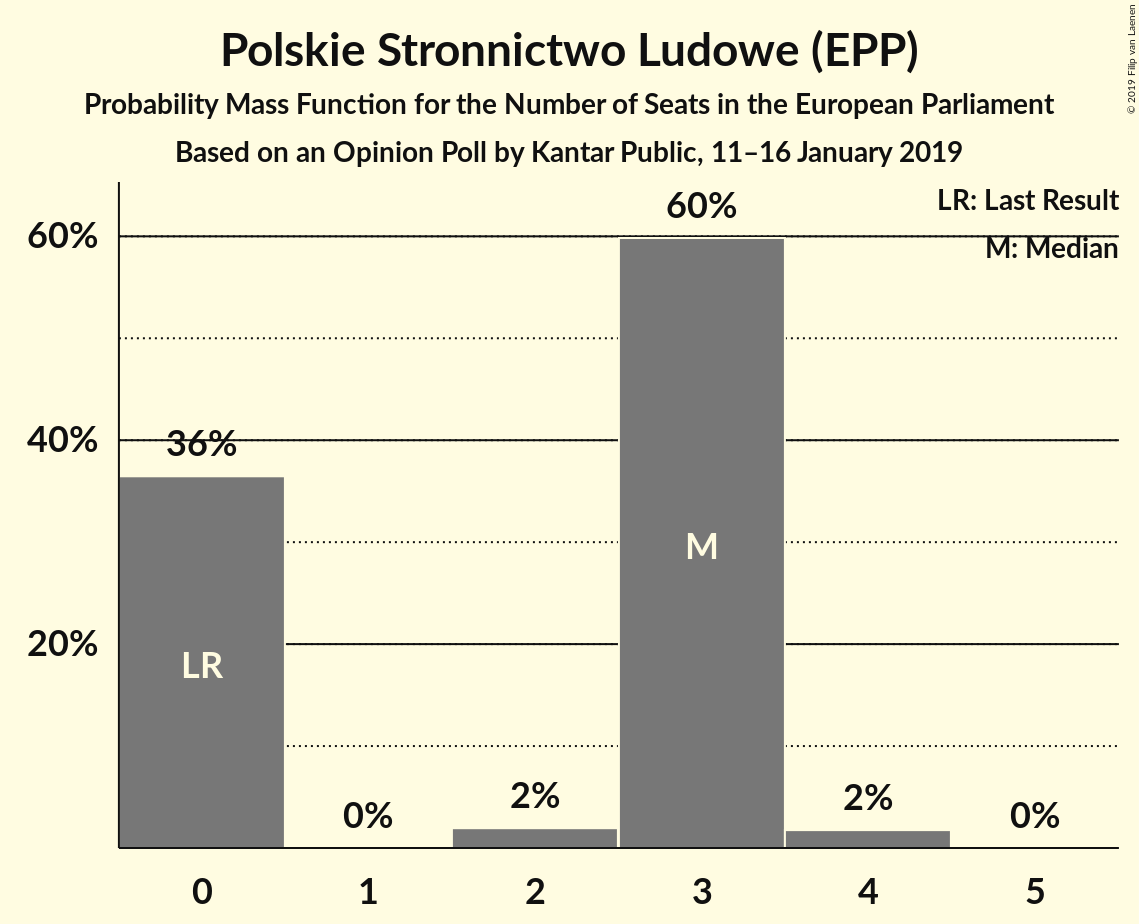 Polskie Stronnictwo Ludowe (EPP)
Probability Mass Function for the Number of Seats in the European Parliament
Based on an Opinion Poll by Kantar Public, 11–16 January 2019
© 2019 Filip van Laenen
LR: Last Result
M: Median
60%
60%
40%
36%
20%
M
LR
0%
2%
2%
0%
0 1 2 3 4 5